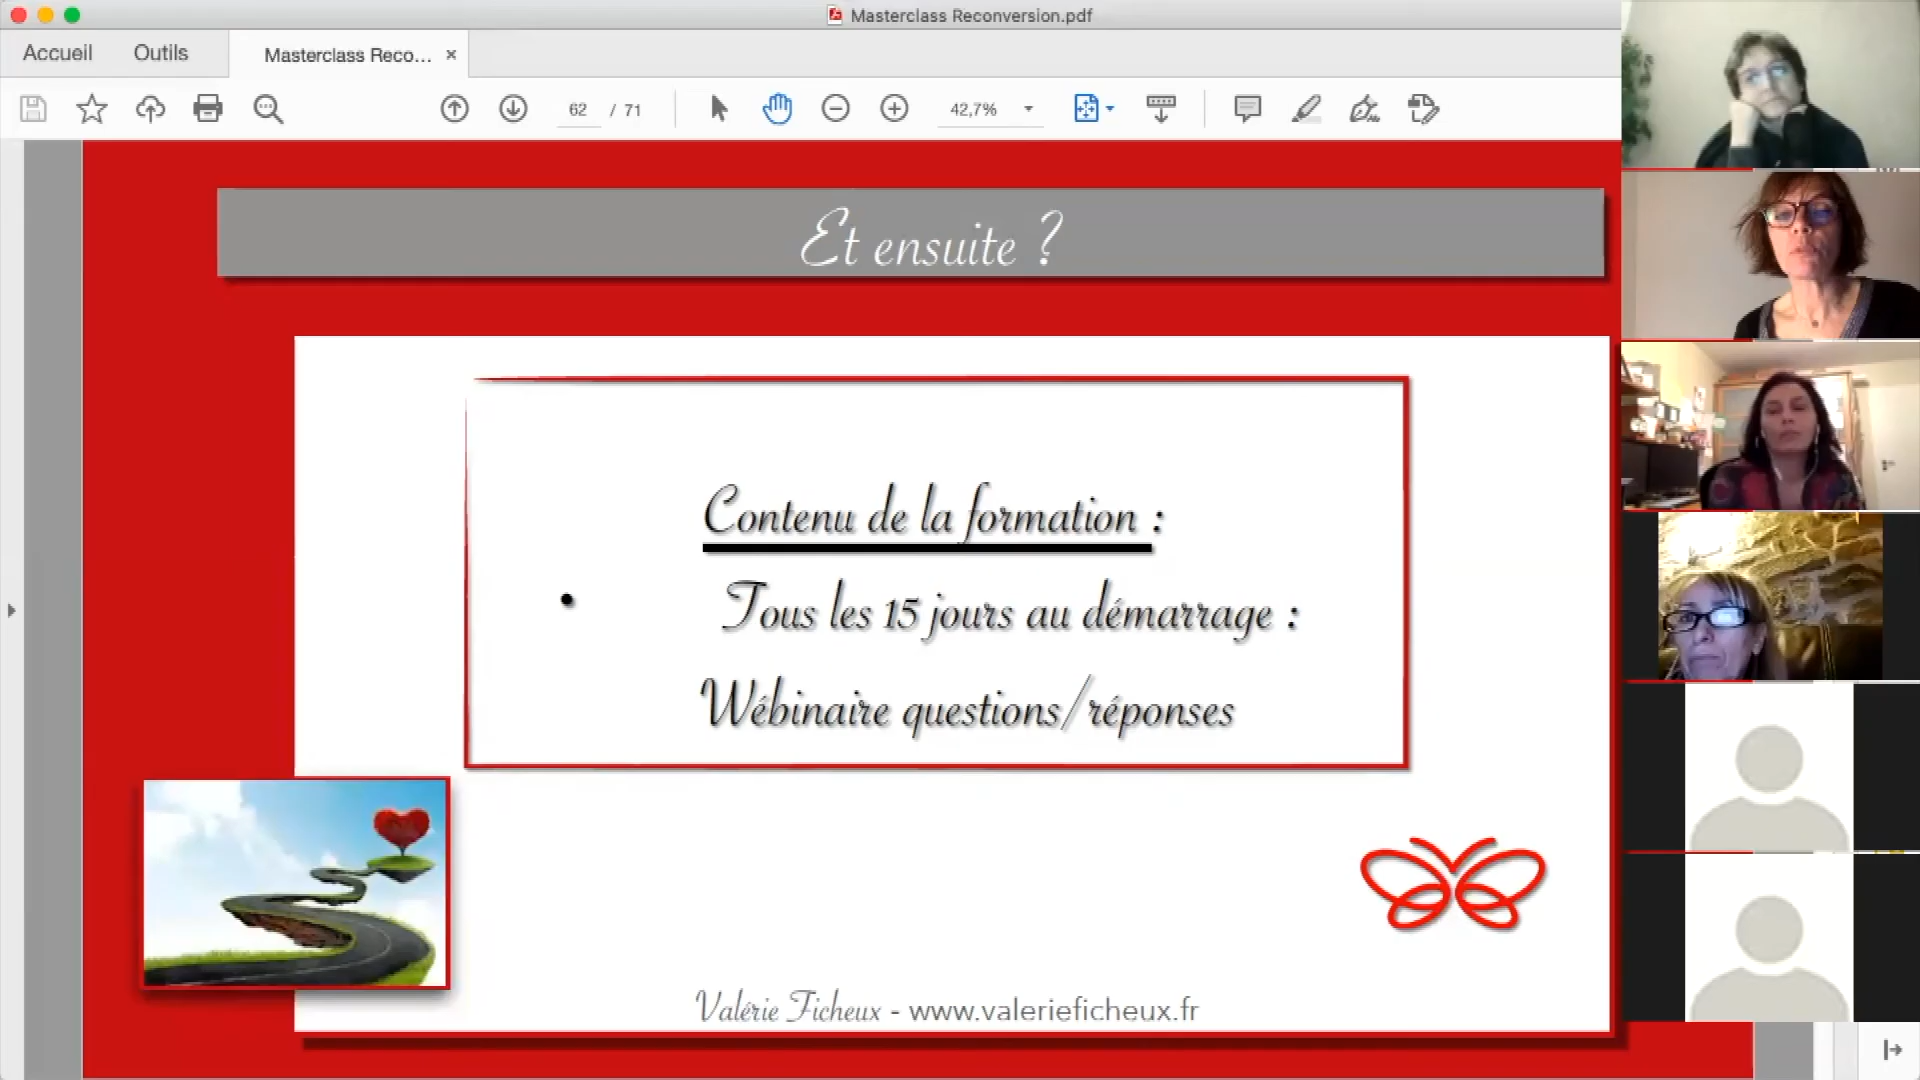 Masterclass Reconversion.pdf
Accueil
Outils
Masterclass Reco... ×
62 / 71
42,7%
Et ensuite ?
Contenu de la formation :
• Tous les 15 jours au démarrage :
Wébinaire questions/réponses
Valérie Ficheux - www.valerieficheux.fr